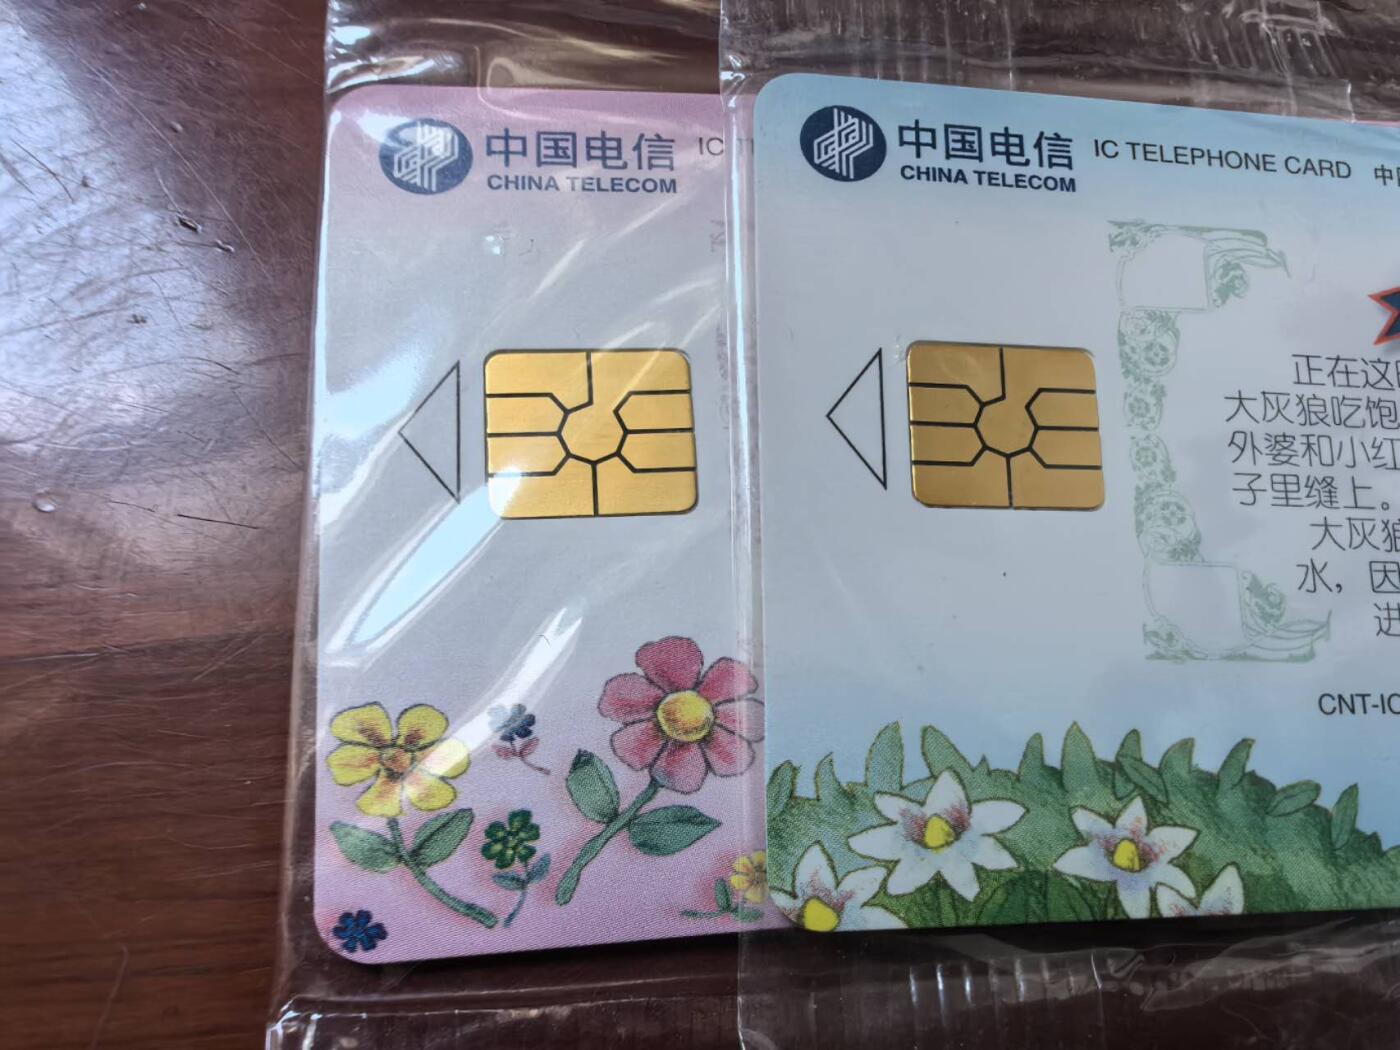 中国电信 IC
CHINA TELECOM
中国电信 IC TELEPHONE CARD 中
CHINA TELECOM
正在这
大灰狼吃饱
外婆和小红
子里缝上。
大灰狼
水，因
进
CNT-IC